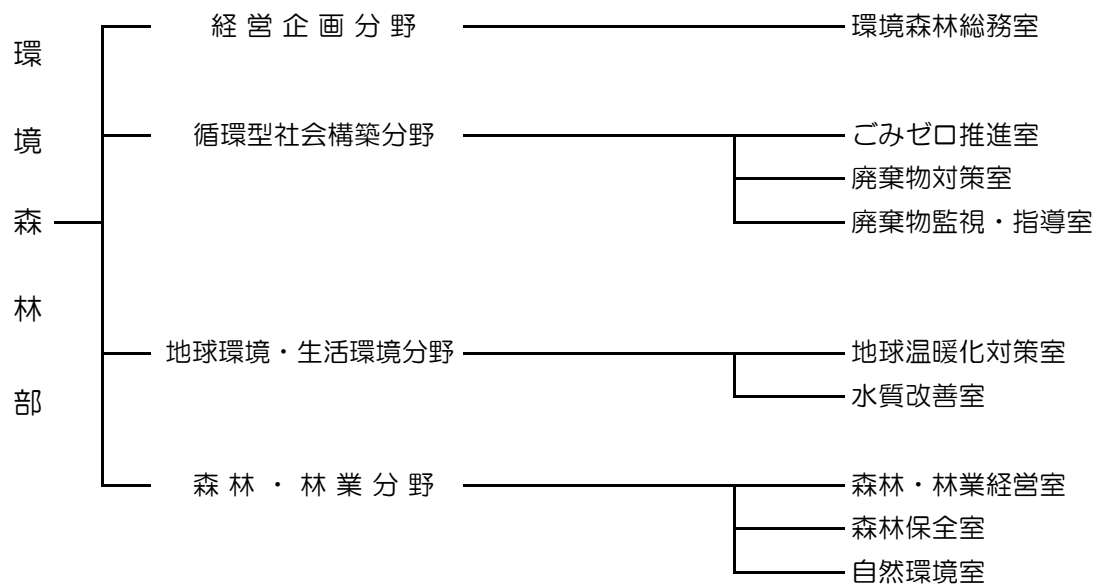 環境森林部
経営企画分野
環境森林総務室
循環型社会構築分野
ごみゼロ推進室
廃棄物対策室
廃棄物監視・指導室
地球環境・生活環境分野
地球温暖化対策室
水質改善室
森林・林業分野
森林・林業経営室
森林保全室
自然環境室